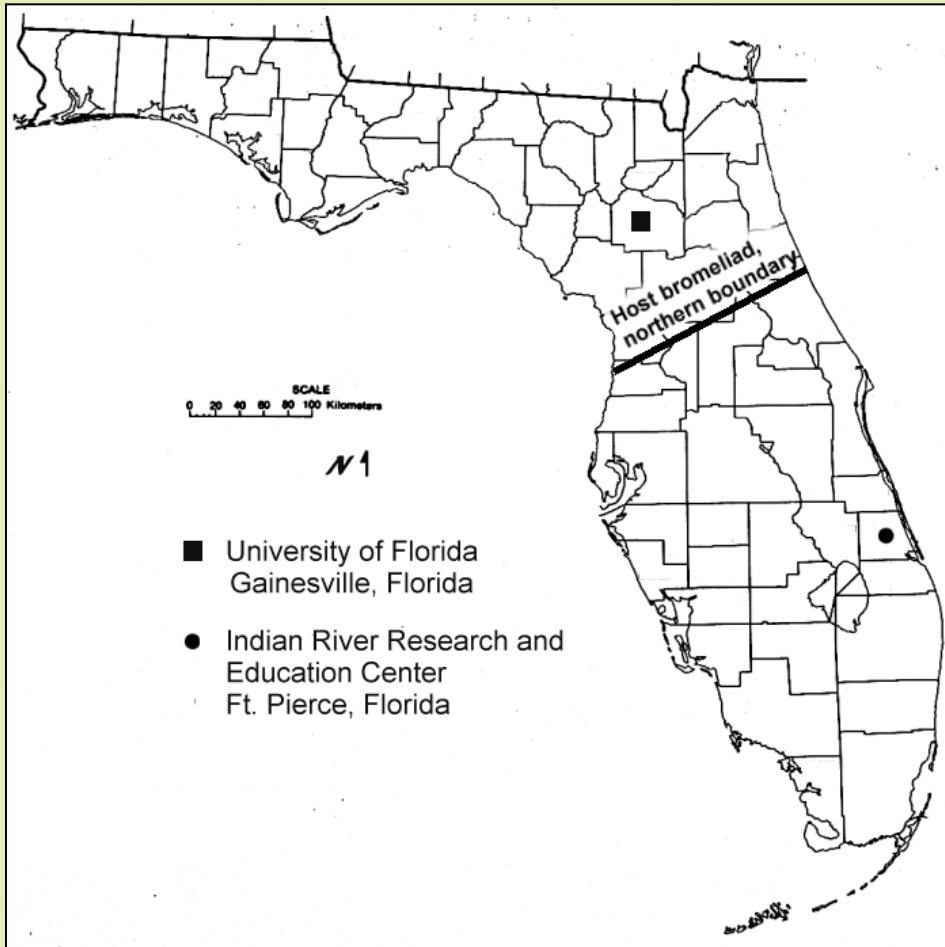 Host bromeliad,
northern boundary
SCALE
0 20 40 60 80 100 Kilometers
N
University of Florida
Gainesville, Florida
Indian River Research and
Education Center
Ft. Pierce, Florida